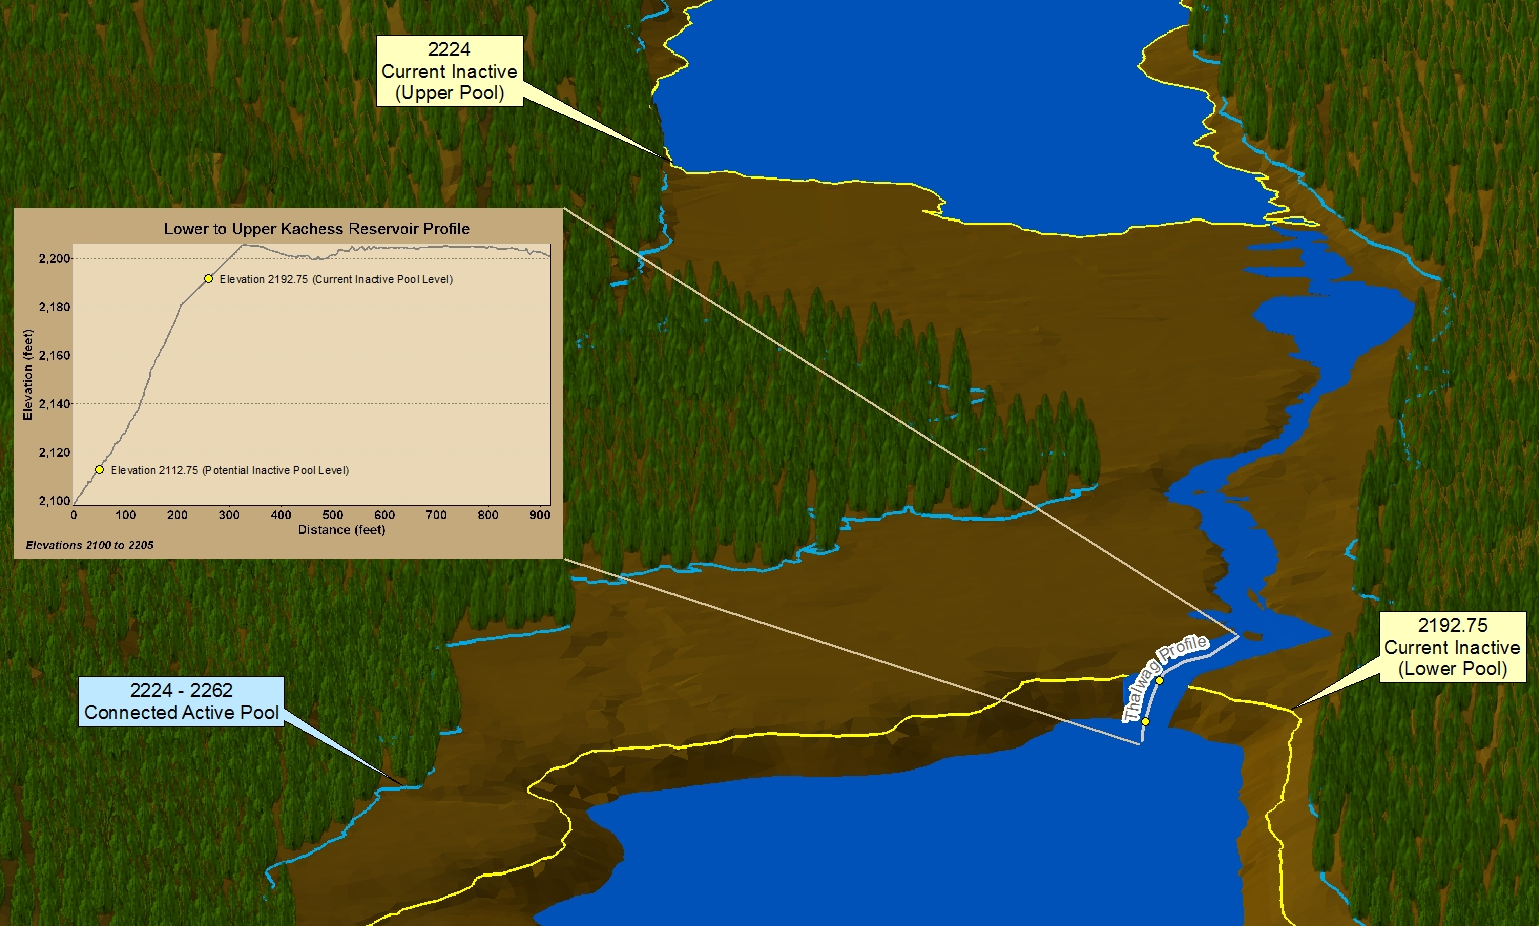 2224
Current Inactive
(Upper Pool)
Lower to Upper Kachess Reservoir Profile
Elevation (feet)
2,200
2,180
2,160
2,140
2,120
2,100
Elevation 2192.75 (Current Inactive Pool Level)
Elevation 2112.75 (Potential Inactive Pool Level)
0 100 200 300 400 500 600 700 800 900
Distance (feet)
Elevations 2100 to 2205
2192.75
Current Inactive
(Lower Pool)
Thalwag Profile
2224 - 2262
Connected Active Pool